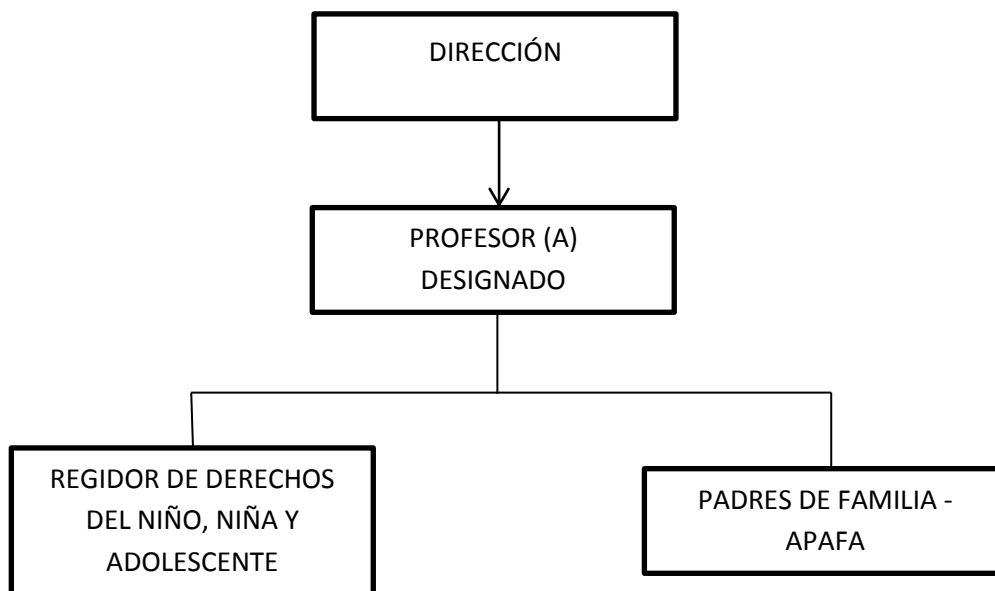 DIRECCIÓN
PROFESOR (A)
DESIGNADO
REGIDOR DE DERECHOS
DEL NIÑO, NIÑA Y
ADOLESCENTE
PADRES DE FAMILIA -
APAFA